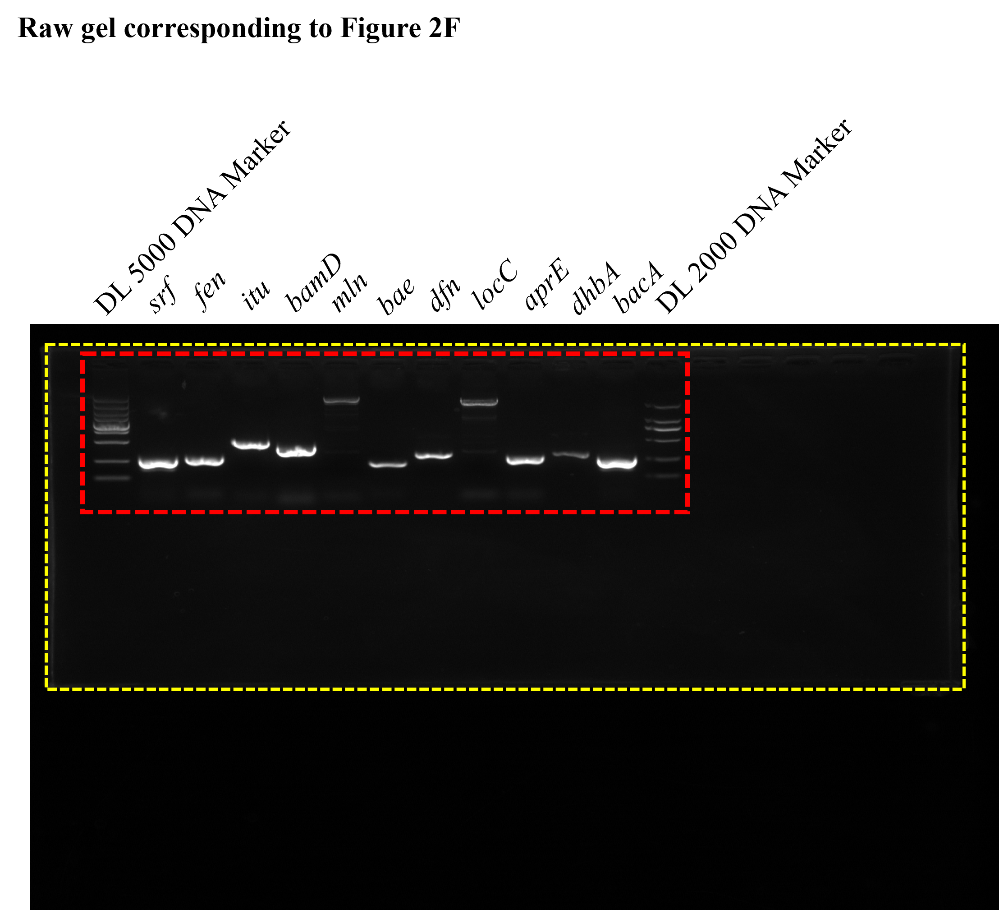 Raw gel corresponding to Figure 2F
DL 5000 DNA Marker
srf
fen
itu
bamD
mln
bae
dfn
locC
aprE
dhbA
bacA
DL 2000 DNA Marker